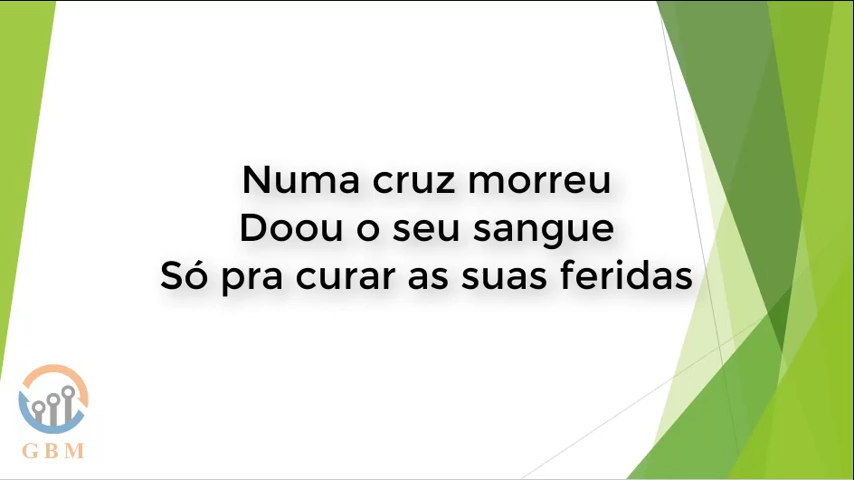 Numa cruz morreu
Doou o seu sangue
Só pra curar as suas feridas
GBM